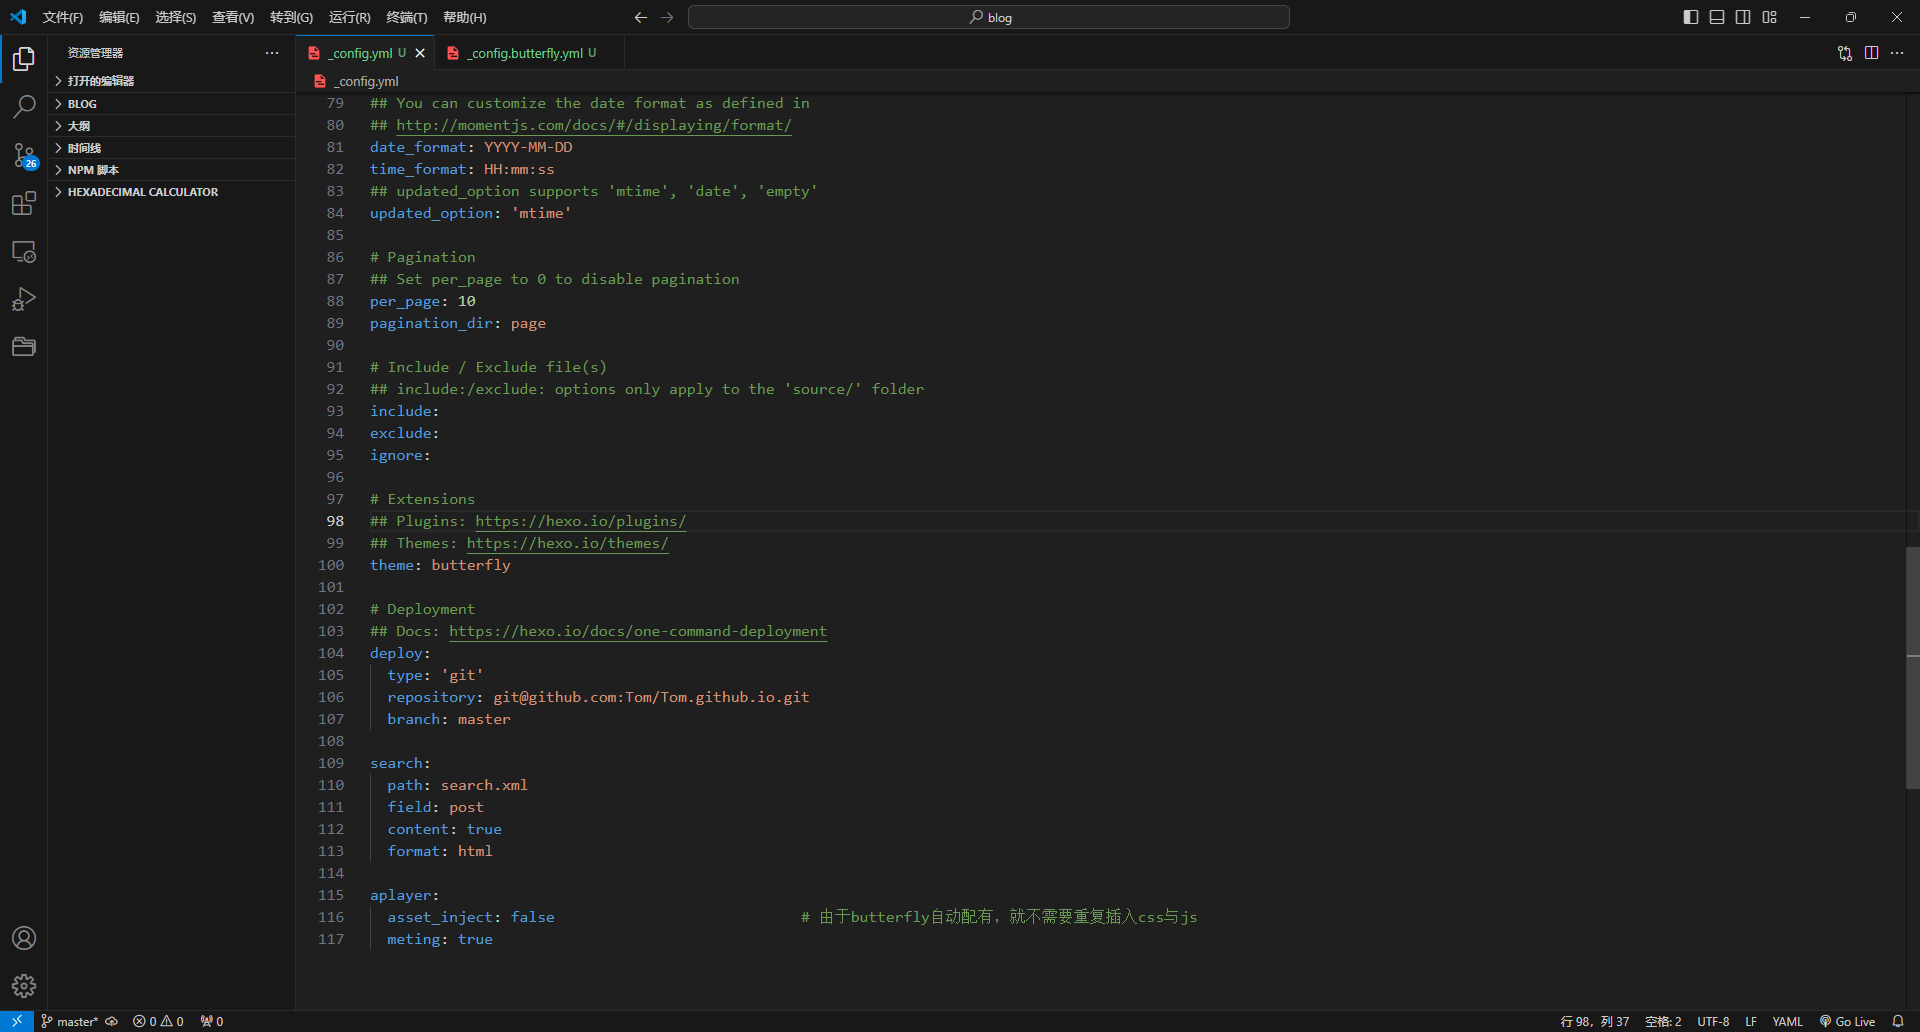 文件(F) 编辑(E) 选择(S) 查看(V) 转到(G) 运行(R) 终端(T) 帮助(H) blog
资源管理器
打开的编辑器
BLOG
大纲
时间线
NPM 脚本
HEXADECIMAL CALCULATOR
26
_config.yml U _config.butterfly.yml U
_config.yml
79 ## You can customize the date format as defined in
80 ## http://momentjs.com/docs/#/displaying/format/
81 date_format: YYYY-MM-DD
82 time_format: HH:mm:ss
83 ## updated_option supports 'mtime', 'date', 'empty'
84 updated_option: 'mtime'
85
86 # Pagination
87 ## Set per_page to 0 to disable pagination
88 per_page: 10
89 pagination_dir: page
90
91 # Include / Exclude file(s)
92 ## include:/exclude: options only apply to the 'source/' folder
93 include:
94 exclude:
95 ignore:
96
97 # Extensions
98 ## Plugins: https://hexo.io/plugins/
99 ## Themes: https://hexo.io/themes/
100 theme: butterfly
101
102 # Deployment
103 ## Docs: https://hexo.io/docs/one-command-deployment
104 deploy:
105 type: 'git'
106 repository: git@github.com:Tom/Tom.github.io.git
107 branch: master
108
109 search:
110 path: search.xml
111 field: post
112 content: true
113 format: html
114
115 aplayer:
116 asset_inject: false # 由于butterfly自动配有，就不需要重复插入css与js
117 meting: true
master* 0 0 0 行 98，列 37 空格: 2 UTF-8 LF YAML Go Live